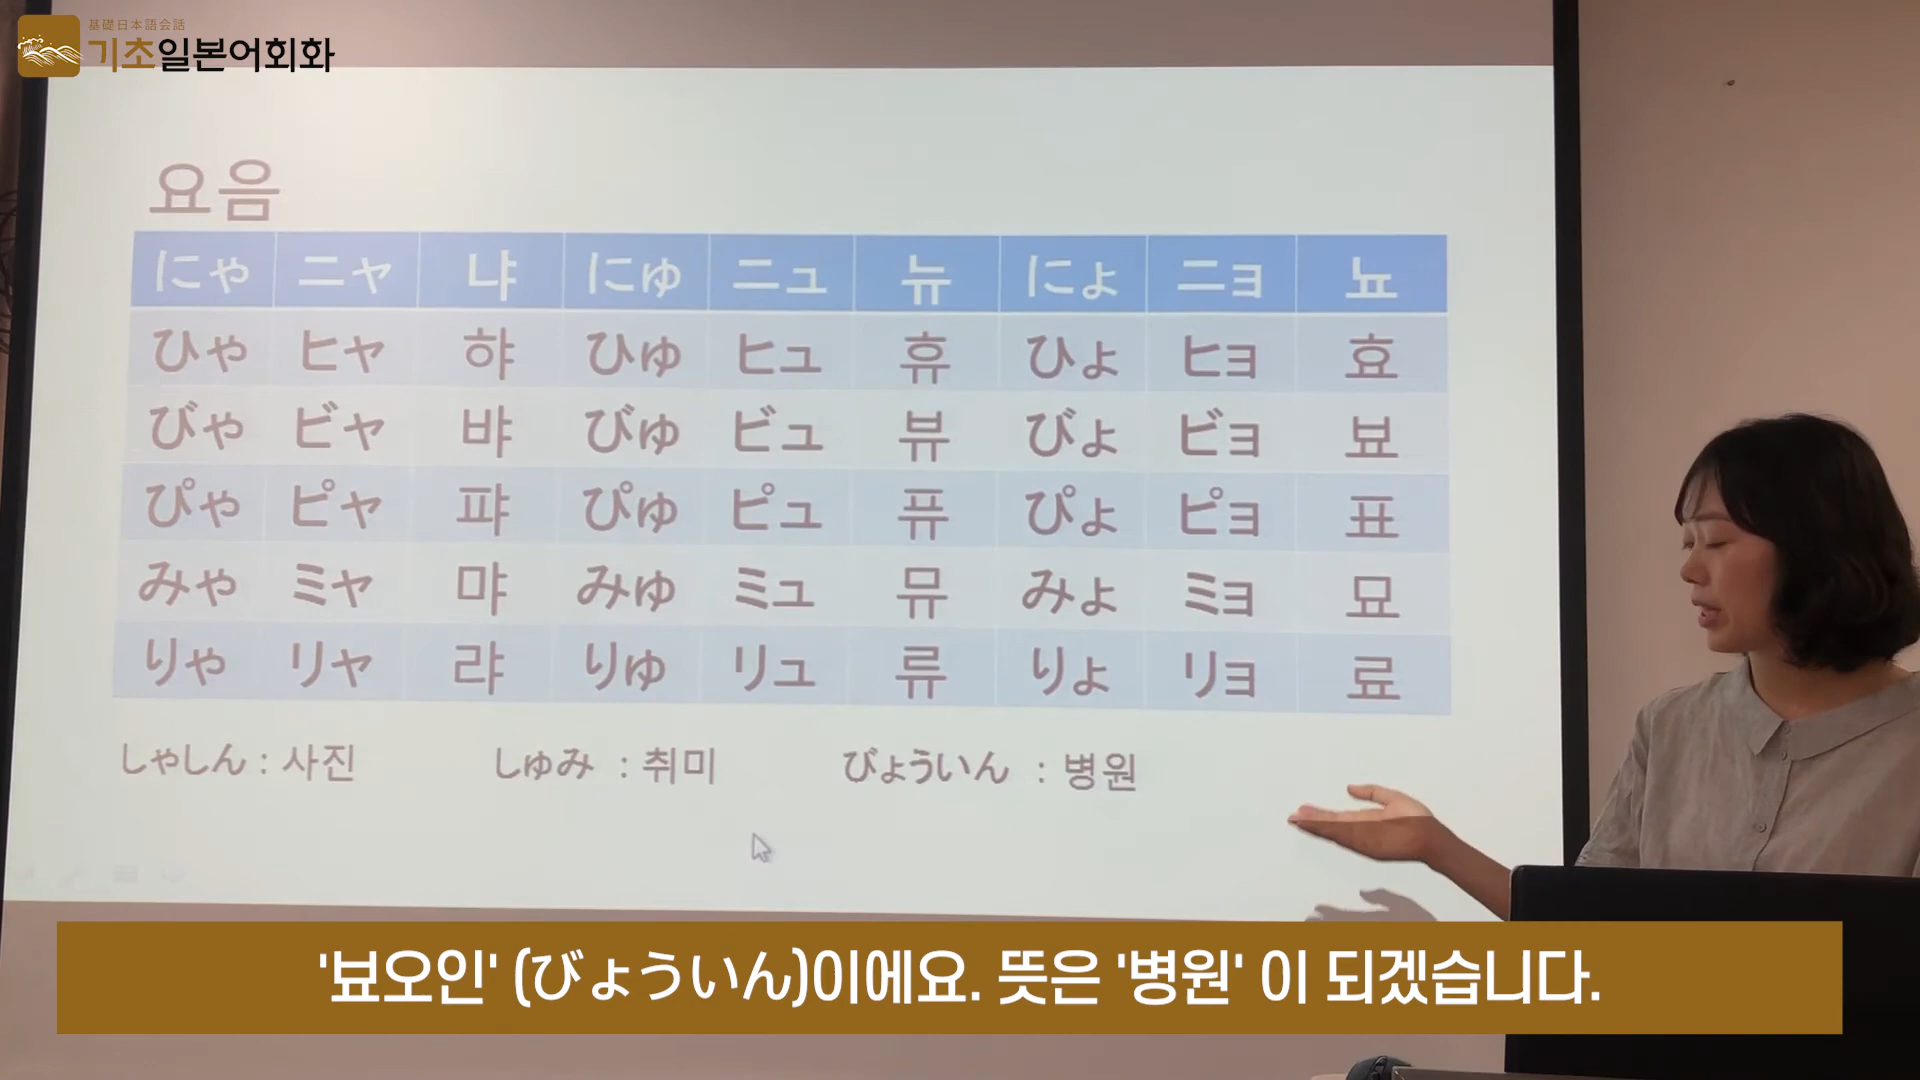 基礎日本語会話
기초일본어회화
요음
にゃ ニャ 냐 にゅ ニュ 뉴 にょ ニョ 뇨
ひゃ ヒャ 햐 ひゅ ヒュ 휴 ひょ ヒョ 효
びゃ ビャ 뱌 びゅ ビュ 뷰 びょ ビョ 뵤
ぴゃ ピャ 퍄 ぴゅ ピュ 퓨 ぴょ ピョ 표
みゃ ミャ 먀 みゅ ミュ 뮤 みょ ミョ 묘
りゃ リャ 랴 りゅ リュ 류 りょ リョ 료
しゃしん : 사진 しゅみ : 취미 びょういん : 병원
'뵤오인' (びょういん)이에요. 뜻은 '병원' 이 되겠습니다.